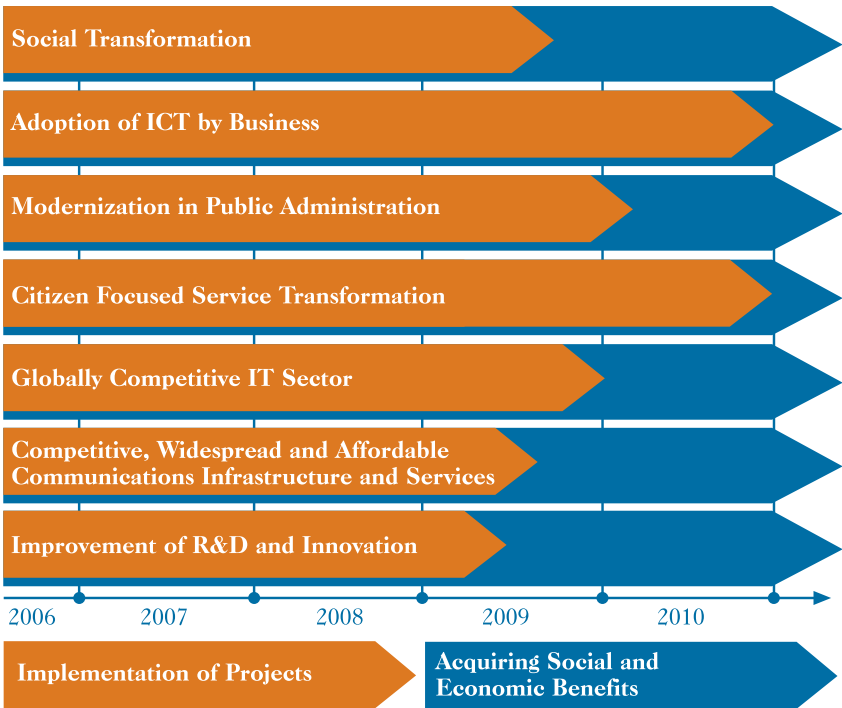 Social Transformation
Adoption of ICT by Business
Modernization in Public Administration
Citizen Focused Service Transformation
Globally Competitive IT Sector
Competitive, Widespread and Affordable
Communications Infrastructure and Services
Improvement of R&D and Innovation
2006 2007 2008 2009 2010
Implementation of Projects
Acquiring Social and
Economic Benefits